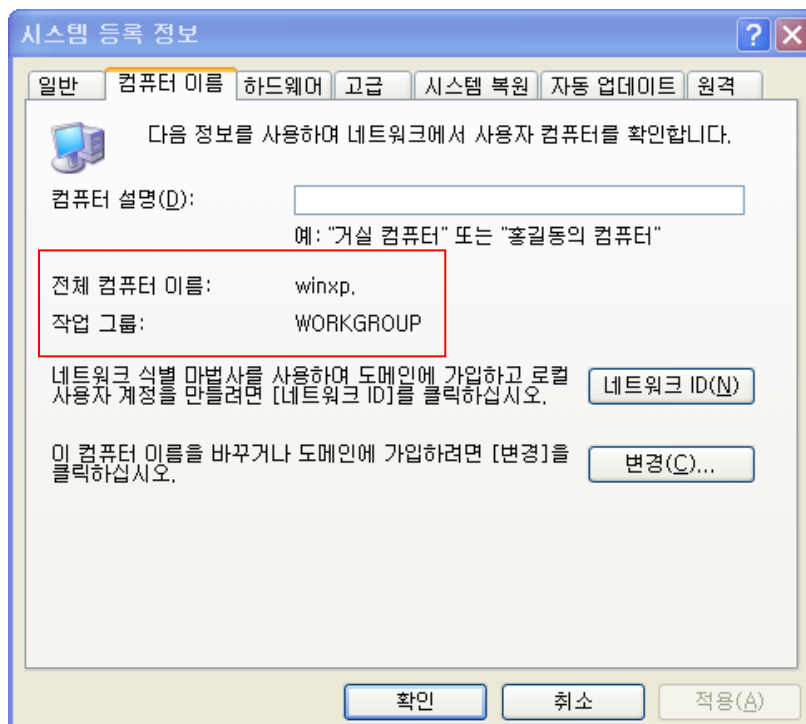 시스템 등록 정보
일반 컴퓨터 이름 하드웨어 고급 시스템 복원 자동 업데이트 원격
다음 정보를 사용하여 네트워크에서 사용자 컴퓨터를 확인합니다.
컴퓨터 설명(D):
예: "거실 컴퓨터" 또는 "홍길동의 컴퓨터"
전체 컴퓨터 이름: winxp.
작업 그룹: WORKGROUP
네트워크 식별 마법사를 사용하여 도메인에 가입하고 로컬
사용자 계정을 만들려면 [네트워크 ID]를 클릭하십시오.
네트워크 ID(N)
이 컴퓨터 이름을 바꾸거나 도메인에 가입하려면 [변경]을
클릭하십시오.
변경(C)...
확인 취소 적용(A)